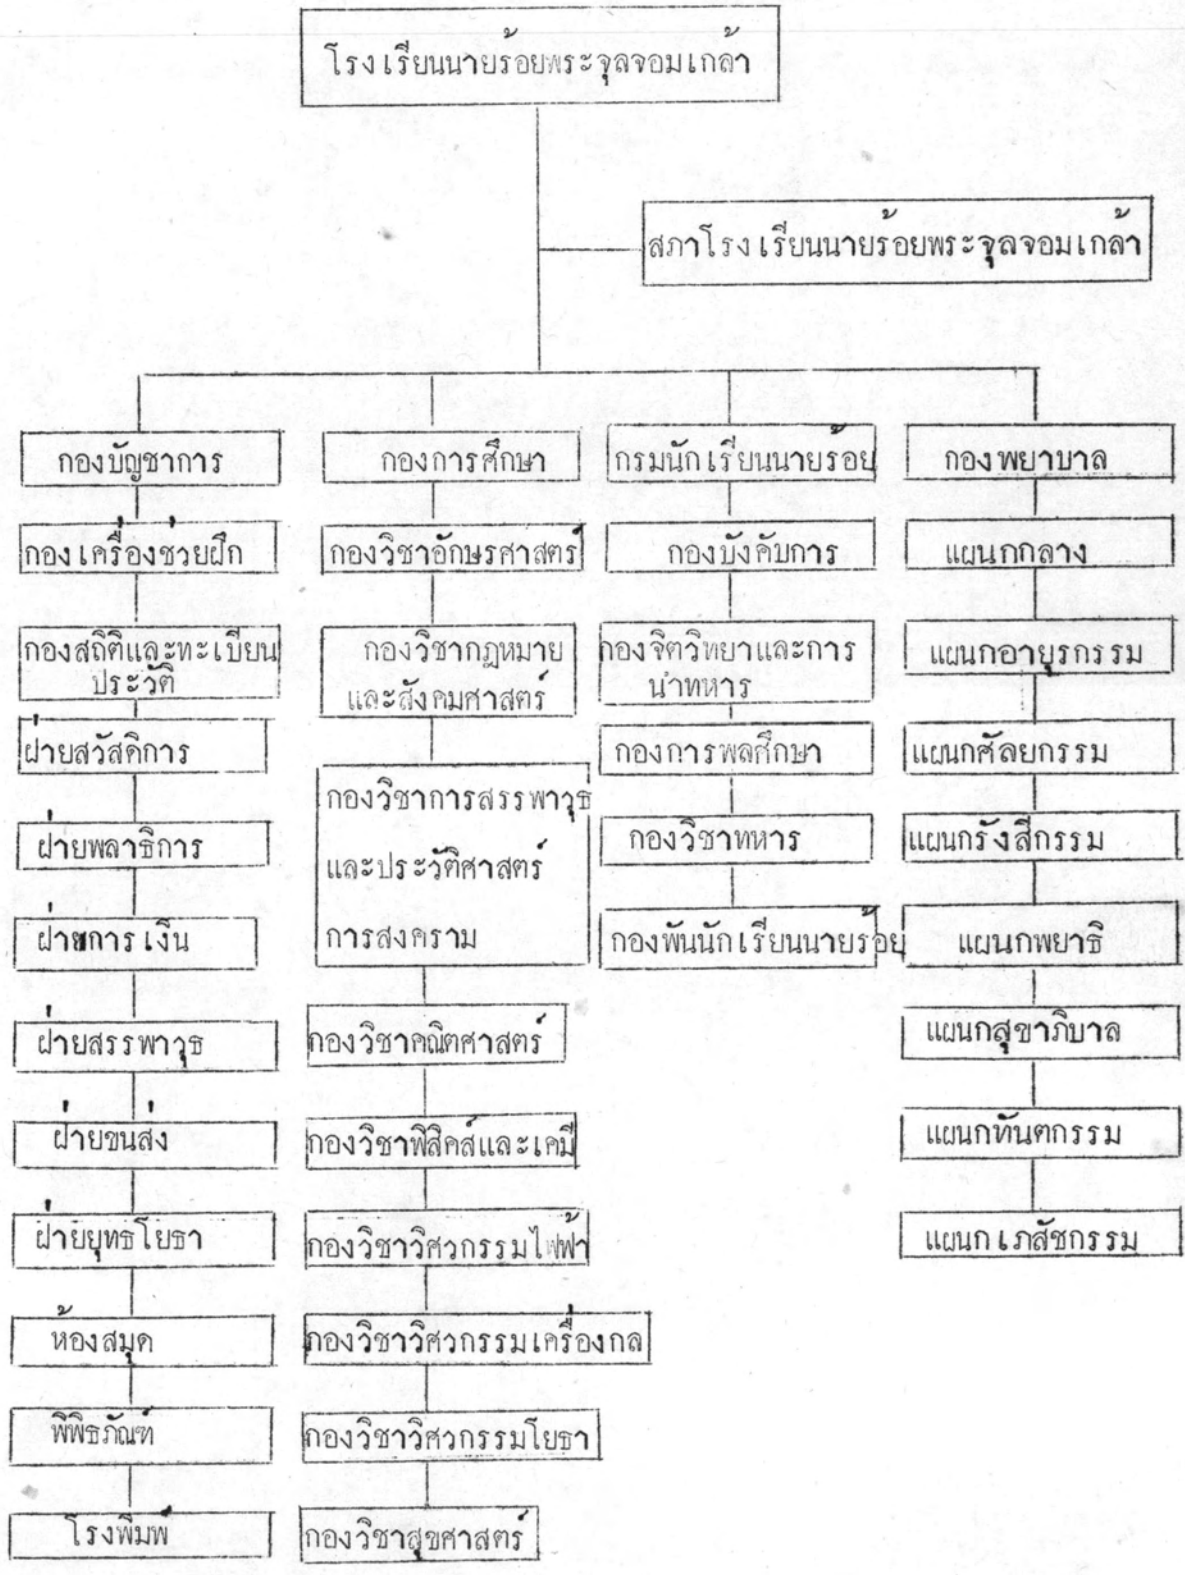 โรงเรียนนายร้อยพระจุลจอมเกล้า
สภาโรงเรียนนายร้อยพระจุลจอมเกล้า
กองบัญชาการ
กองเครื่องช่วยฝึก
กองสถิติและทะเบียน
ประวัติ
ฝ่ายสวัสดิการ
ฝ่ายพลาธิการ
ฝ่ายการเงิน
ฝ่ายสรรพาวุธ
ฝ่ายขนส่ง
ฝ่ายยุทธโยธา
ห้องสมุด
พิพิธภัณฑ์
โรงพิมพ์
กองการศึกษา
กองวิชาอักษรศาสตร์
กองวิชากฎหมาย
และสังคมศาสตร์
กองวิชาการสรรพาวุธ
และประวัติศาสตร์
การสงคราม
กองวิชาคณิตศาสตร์
กองวิชาฟิสิคส์และเคมี
กองวิชาวิศวกรรมไฟฟ้า
กองวิชาวิศวกรรมเครื่องกล
กองวิชาวิศวกรรมโยธา
กองวิชาสุขศาสตร์
กรมนักเรียนนายร้อย
กองบังคับการ
กองจิตวิทยาและการ
นำทหาร
กองการพลศึกษา
กองวิชาทหาร
กองพันนักเรียนนายร้อย
กองพยาบาล
แผนกกลาง
แผนกอายุรกรรม
แผนกศัลยกรรม
แผนกรังสีกรรม
แผนกพยาธิ
แผนกสุขาภิบาล
แผนกทันตกรรม
แผนกเภสัชกรรม